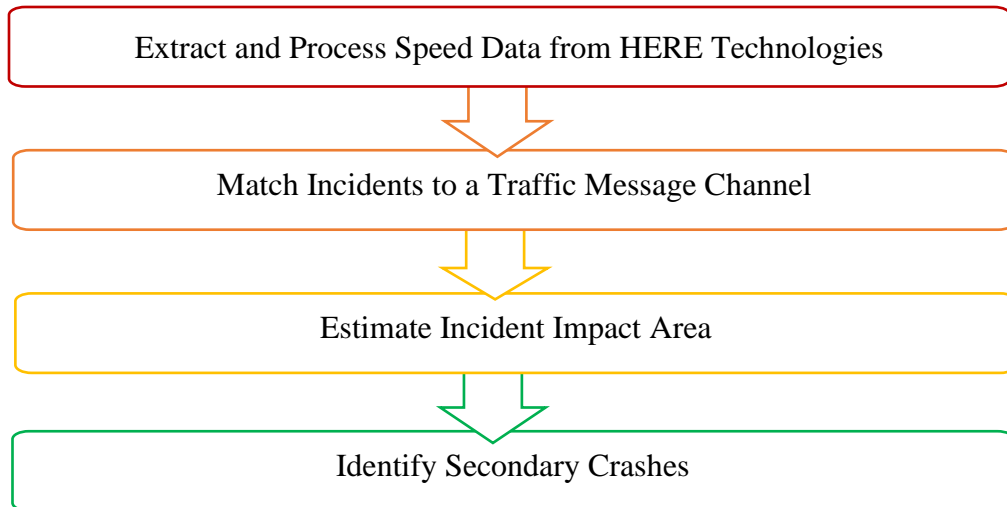 Extract and Process Speed Data from HERE Technologies
Match Incidents to a Traffic Message Channel
Estimate Incident Impact Area
Identify Secondary Crashes